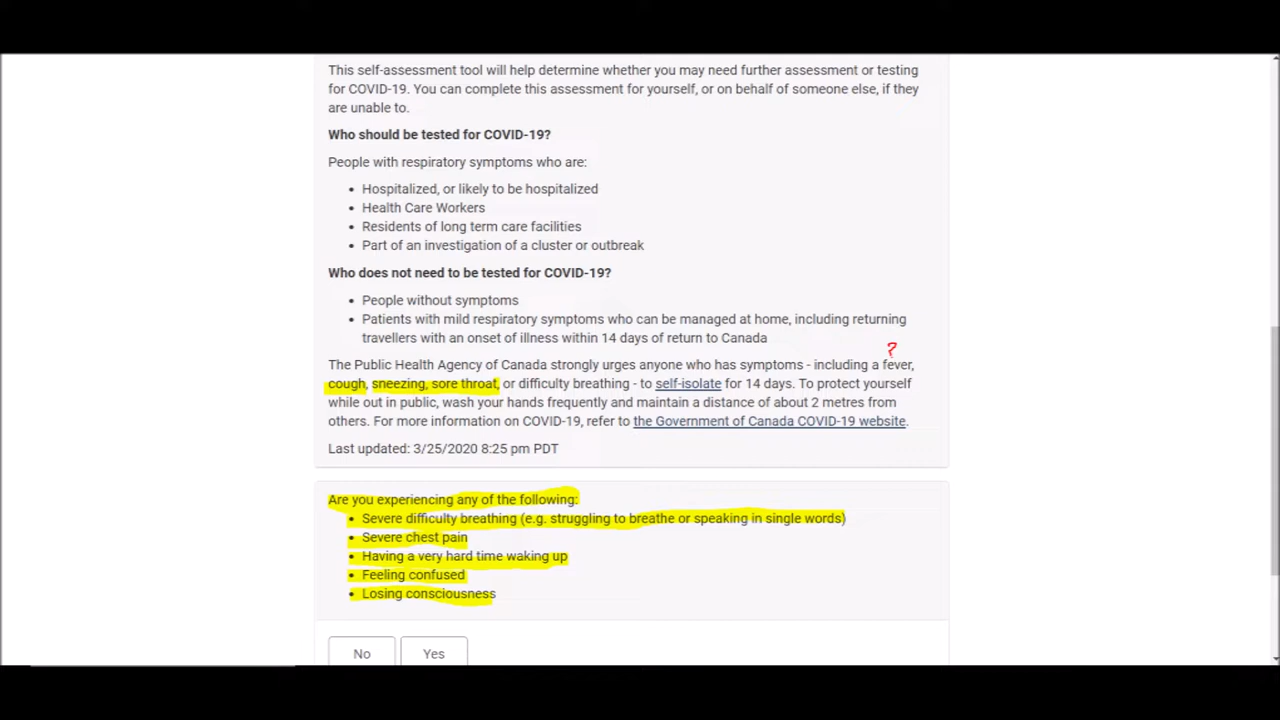 This self-assessment tool will help determine whether you may need further assessment or testing
for COVID-19. You can complete this assessment for yourself, or on behalf of someone else, if they
are unable to.
Who should be tested for COVID-19?
People with respiratory symptoms who are:
• Hospitalized, or likely to be hospitalized
• Health Care Workers
• Residents of long term care facilities
• Part of an investigation of a cluster or outbreak
Who does not need to be tested for COVID-19?
• People without symptoms
• Patients with mild respiratory symptoms who can be managed at home, including returning
travellers with an onset of illness within 14 days of return to Canada
?
The Public Health Agency of Canada strongly urges anyone who has symptoms - including a fever,
cough, sneezing, sore throat, or difficulty breathing - to self-isolate for 14 days. To protect yourself
while out in public, wash your hands frequently and maintain a distance of about 2 metres from
others. For more information on COVID-19, refer to the Government of Canada COVID-19 website.
Last updated: 3/25/2020 8:25 pm PDT
Are you experiencing any of the following:
• Severe difficulty breathing (e.g. struggling to breathe or speaking in single words)
• Severe chest pain
• Having a very hard time waking up
• Feeling confused
• Losing consciousness
No Yes